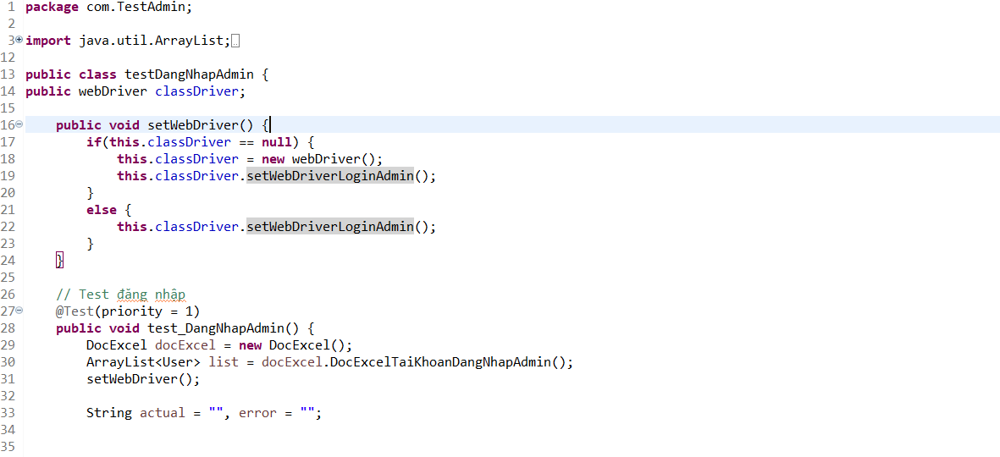 1 package com.TestAdmin;
2
3 import java.util.ArrayList;
12
13 public class testDangNhapAdmin {
14 public webDriver classDriver;
15
16     public void setWebDriver() {
17         if(this.classDriver == null) {
18             this.classDriver = new webDriver();
19             this.classDriver.setWebDriverLoginAdmin();
20         }
21         else {
22             this.classDriver.setWebDriverLoginAdmin();
23         }
24     }
25
26     // Test đăng nhập
27     @Test(priority = 1)
28     public void test_DangNhapAdmin() {
29         DocExcel docExcel = new DocExcel();
30         ArrayList<User> list = docExcel.DocExcelTaiKhoanDangNhapAdmin();
31         setWebDriver();
32
33         String actual = "", error = "";
34
35